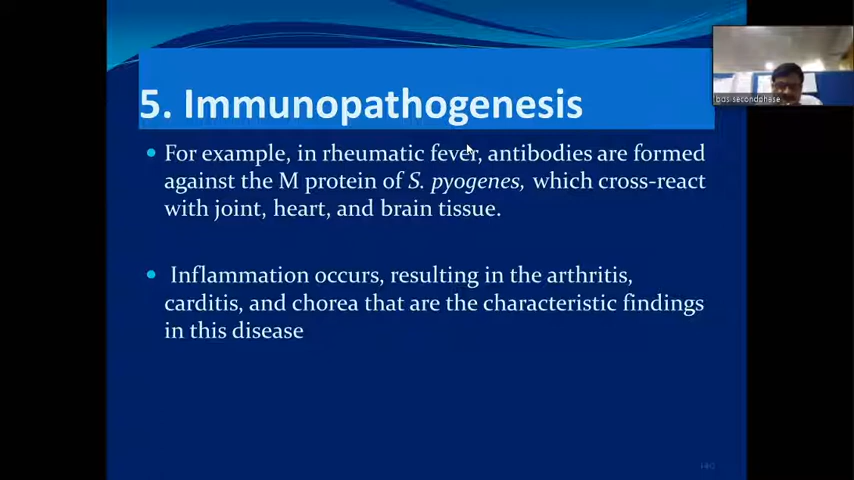 5. Immunopathogenesis
For example, in rheumatic fever, antibodies are formed
against the M protein of S. pyogenes, which cross-react
with joint, heart, and brain tissue.
Inflammation occurs, resulting in the arthritis,
carditis, and chorea that are the characteristic findings
in this disease